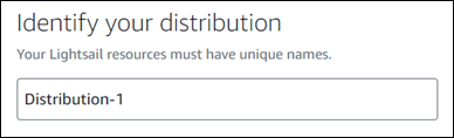 Identify your distribution
Your Lightsail resources must have unique names.
Distribution-1